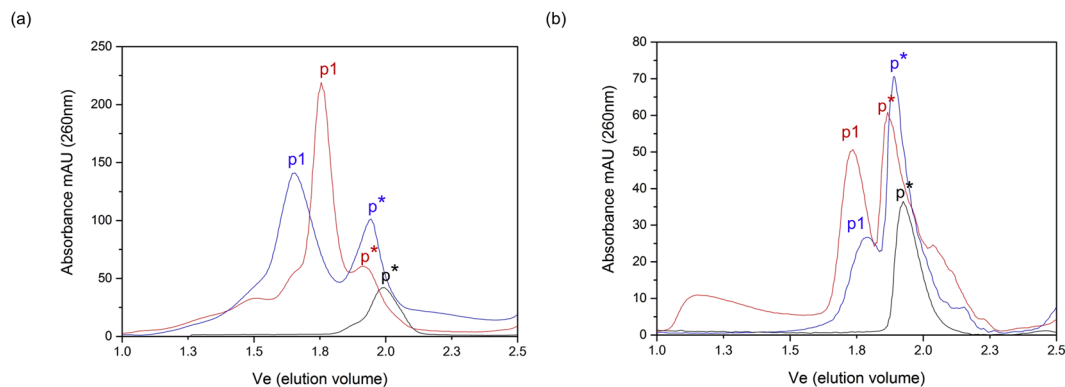 (a)
(b)
250
200
150
100
50
0
Absorbance mAU (260nm)
p1
p1
p*
p*
p*
1.0
1.3
1.5
1.8
2.0
2.3
2.5
Ve (elution volume)
80
70
60
50
40
30
20
10
0
Absorbance mAU (260nm)
p*
p*
p1
p*
p1
1.0
1.3
1.5
1.8
2.0
2.3
2.5
Ve (elution volume)